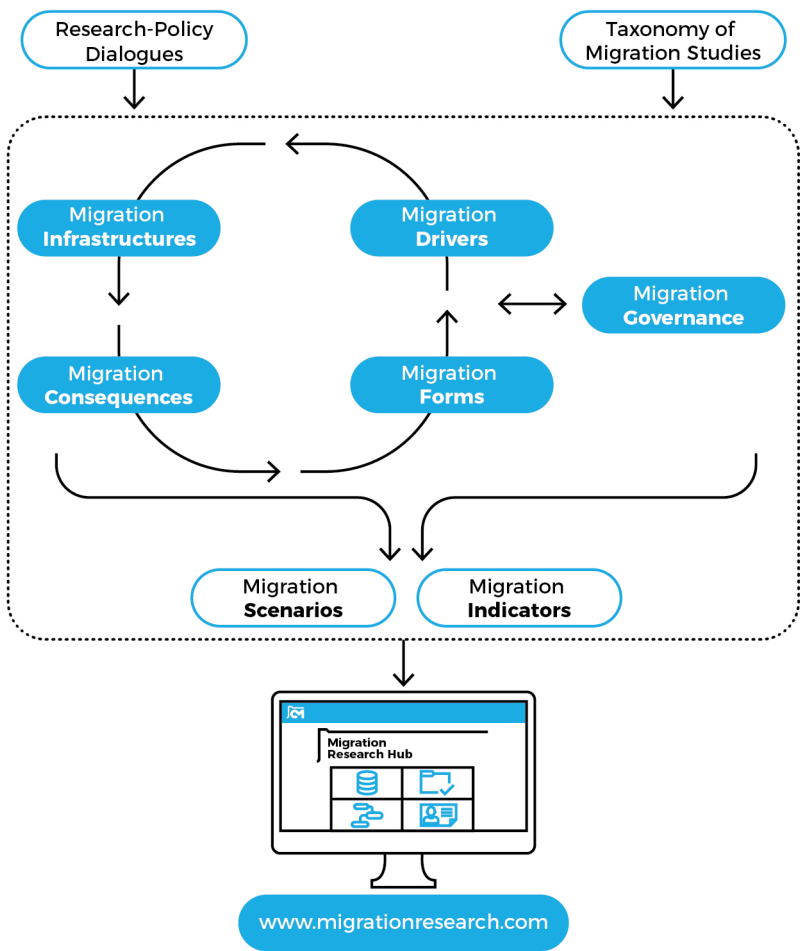 Research-Policy
Dialogues
Taxonomy of
Migration Studies
Migration
Infrastructures
Migration
Drivers
Migration
Governance
Migration
Consequences
Migration
Forms
Migration
Scenarios
Migration
Indicators
Migration
Research Hub
www.migrationresearch.com